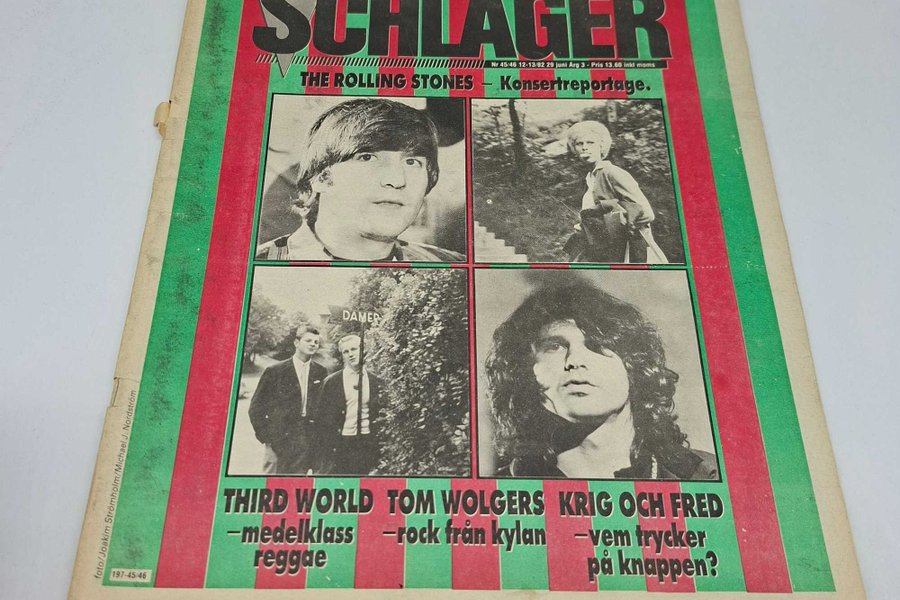 SCHLAGER
Nr 45/46 12-13/82 29 juni Årg 3 - Pris 13.60 inkl moms
THE ROLLING STONES – Konsertreportage.
DAMER
THIRD WORLD
–medelklass
reggae
TOM WOLGERS
–rock från kylan
KRIG OCH FRED
–vem trycker
på knappen?
foto/Joakim Strömholm/Michael J. Nordström
197-45/46